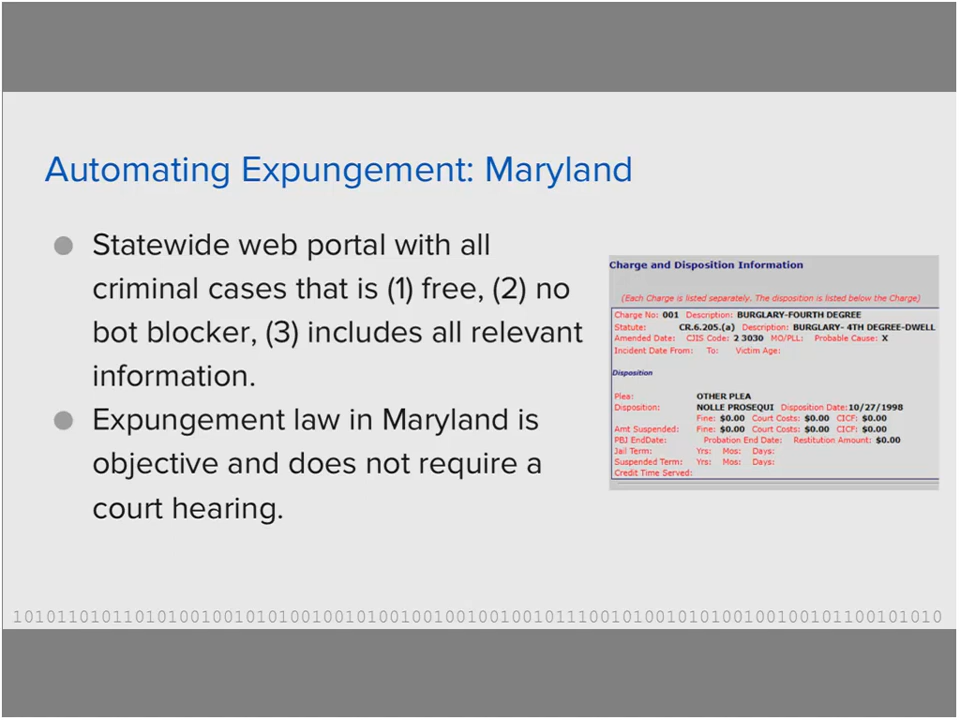 Automating Expungement: Maryland
Statewide web portal with all
criminal cases that is (1) free, (2) no
bot blocker, (3) includes all relevant
information.
Expungement law in Maryland is
objective and does not require a
court hearing.
Charge and Disposition Information
(Each Charge is listed separately. The disposition is listed below the Charge)
Charge No: 001 Description: BURGLARY-FOURTH DEGREE
Statute: CR.6.205.(a) Description: BURGLARY- 4TH DEGREE-DWELL
Amended Date: CJIS Code: 2 3030 MO/PLL: Probable Cause: X
Incident Date From: To: Victim Age:
Disposition
Plea: OTHER PLEA
Disposition: NOLLE PROSEQUI Disposition Date:10/27/1998
Fine: $0.00 Court Costs: $0.00 CICF: $0.00
Amt Suspended: Fine: $0.00 Court Costs: $0.00 CICF: $0.00
PBJ EndDate: Probation End Date: Restitution Amount: $0.00
Jail Term: Yrs: Mos: Days:
Suspended Term: Yrs: Mos: Days:
Credit Time Served:
101011010110101001001010100100101001001001001001011100101001010100100100101100101010